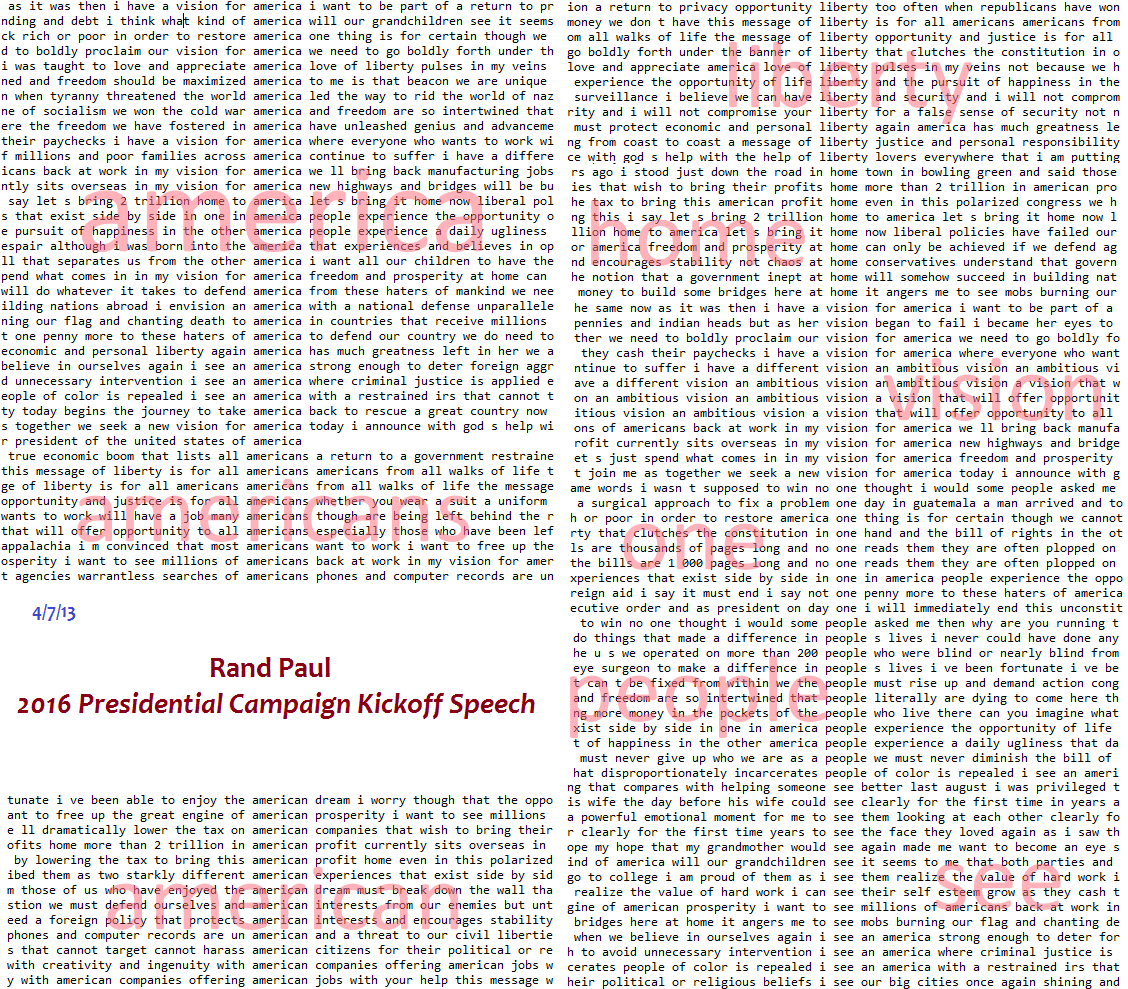 as it was then i have a vision for america i want to be part of a return to pr
nding and debt i think what kind of america will our grandchildren see it seems
ck rich or poor in order to restore america one thing is for certain though we
d to boldly proclaim our vision for america we need to go boldly forth under th
i was taught to love and appreciate america love of liberty pulses in my veins
ned and freedom should be maximized america to me is that beacon we are unique
n when tyranny threatened the world america led the way to rid the world of naz
ne of socialism we won the cold war america and freedom are so intertwined that
ere the freedom we have fostered in america have unleashed genius and advanceme
their paychecks i have a vision for america where everyone who wants to work wi
f millions and poor families across america continue to suffer i have a differe
icans back at work in my vision for america we ll bring back manufacturing jobs
ntly sits overseas in my vision for america new highways and bridges will be bu
say let s bring 2 trillion home to america let s bring it home now liberal pol
s that exist side by side in one in america people experience the opportunity o
e pursuit of happiness in the other america people experience a daily ugliness
espair although i was born into the america that experiences and believes in op
ll that separates us from the other america i want all our children to have the
pend what comes in in my vision for america freedom and prosperity at home can
will do whatever it takes to defend america from these haters of mankind we nee
ilding nations abroad i envision an america with a national defense unparallele
ning our flag and chanting death to america in countries that receive millions
t one penny more to these haters of america to defend our country we do need to
economic and personal liberty again america has much greatness left in her we a
believe in ourselves again i see an america strong enough to deter foreign aggr
d unnecessary intervention i see an america where criminal justice is applied e
eople of color is repealed i see an america with a restrained irs that cannot t
ty today begins the journey to take america back to rescue a great country now
s together we seek a new vision for america today i announce with god s help wi
r president of the united states of america
america
true economic boom that lists all americans a return to a government restraine
this message of liberty is for all americans americans from all walks of life t
ge of liberty is for all americans americans from all walks of life the message
opportunity and justice is for all americans whether you wear a suit a uniform
wants to work will have a job many americans though are being left behind the r
that will offer opportunity to all americans especially those who have been lef
appalachia i m convinced that most americans want to work i want to free up the
osperity i want to see millions of americans back at work in my vision for amer
t agencies warrantless searches of americans phones and computer records are un
americans
4/7/13
Rand Paul
2016 Presidential Campaign Kickoff Speech
tunate i ve been able to enjoy the american dream i worry though that the oppo
ant to free up the great engine of american prosperity i want to see millions
e ll dramatically lower the tax on american companies that wish to bring their
ofits home more than 2 trillion in american profit currently sits overseas in
by lowering the tax to bring this american profit home even in this polarized
ibed them as two starkly different american experiences that exist side by sid
m those of us who have enjoyed the american dream must break down the wall tha
stion we must defend ourselves and american interests from our enemies but unt
eed a foreign policy that protects american interests and encourages stability
phones and computer records are un american and a threat to our civil libertie
s that cannot target cannot harass american citizens for their political or re
with creativity and ingenuity with american companies offering american jobs w
y with american companies offering american jobs with your help this message w
american
ion a return to privacy opportunity liberty too often when republicans have won
money we don t have this message of liberty is for all americans americans from
om all walks of life the message of liberty opportunity and justice is for all
go boldly forth under the banner of liberty that clutches the constitution in o
love and appreciate america love of liberty pulses in my veins not because we h
experience the opportunity of life liberty and the pursuit of happiness in the
surveillance i believe we can have liberty and security and i will not comprom
rity and i will not compromise your liberty for a false sense of security not n
must protect economic and personal liberty again america has much greatness le
ng from coast to coast a message of liberty justice and personal responsibility
ce with god s help with the help of liberty lovers everywhere that i am putting
liberty
rs ago i stood just down the road in home town in bowling green and said those
ies that wish to bring their profits home more than 2 trillion in american pro
he tax to bring this american profit home even in this polarized congress we h
ng this i say let s bring 2 trillion home to america let s bring it home now l
llion home to america let s bring it home now liberal policies have failed our
or america freedom and prosperity at home can only be achieved if we defend ag
nd encourages stability not chaos at home conservatives understand that govern
he notion that a government inept at home will somehow succeed in building nat
money to build some bridges here at home it angers me to see mobs burning our
home
he same now as it was then i have a vision for america i want to be part of a
pennies and indian heads but as her vision began to fail i became her eyes to
ther we need to boldly proclaim our vision for america we need to go boldly fo
they cash their paychecks i have a vision for america where everyone who want
ntinue to suffer i have a different vision an ambitious vision an ambitious vi
ave a different vision an ambitious vision an ambitious vision a vision that w
on an ambitious vision an ambitious vision a vision that will offer opportunit
itious vision an ambitious vision a vision that will offer opportunity to all
ons of americans back at work in my vision for america we ll bring back manufa
rofit currently sits overseas in my vision for america new highways and bridge
et s just spend what comes in in my vision for america freedom and prosperity
t join me as together we seek a new vision for america today i announce with g
vision
ame words i wasn t supposed to win no one thought i would some people asked me
a surgical approach to fix a problem one day in guatemala a man arrived and to
h or poor in order to restore america one thing is for certain though we cannot
rty that clutches the constitution in one hand and the bill of rights in the ot
ls are thousands of pages long and no one reads them they are often plopped on
the bills are 1 000 pages long and no one reads them they are often plopped on
xperiences that exist side by side in one in america people experience the oppo
reign aid i say it must end i say not one penny more to these haters of america
ecutive order and as president on day one i will immediately end this unconstit
one
to win no one thought i would some people asked me then why are you running t
do things that made a difference in people s lives i never could have done any
he u s we operated on more than 200 people who were blind or nearly blind from
eye surgeon to make a difference in people s lives i ve been fortunate i ve be
t can t be fixed from within we the people must rise up and demand action cong
and freedom are so intertwined that people literally are dying to come here th
ng more money in the pockets of the people who live there can you imagine what
xist side by side in one in america people experience the opportunity of life
t of happiness in the other america people experience a daily ugliness that da
must never give up who we are as a people we must never diminish the bill of
hat disproportionately incarcerates people of color is repealed i see an ameri
people
ng that compares with helping someone see better last august i was privileged t
is wife the day before his wife could see clearly for the first time in years a
a powerful emotional moment for me to see them looking at each other clearly fo
r clearly for the first time years to see the face they loved again as i saw th
ope my hope that my grandmother would see again made me want to become an eye s
ind of america will our grandchildren see it seems to me that both parties and
go to college i am proud of them as i see them realize the value of hard work i
realize the value of hard work i can see their self esteem grow as they cash t
gine of american prosperity i want to see millions of americans back at work in
bridges here at home it angers me to see mobs burning our flag and chanting de
when we believe in ourselves again i see an america strong enough to deter for
h to avoid unnecessary intervention i see an america where criminal justice is
cerates people of color is repealed i see an america with a restrained irs that
heir political or religious beliefs i see our big cities once again shining and
see